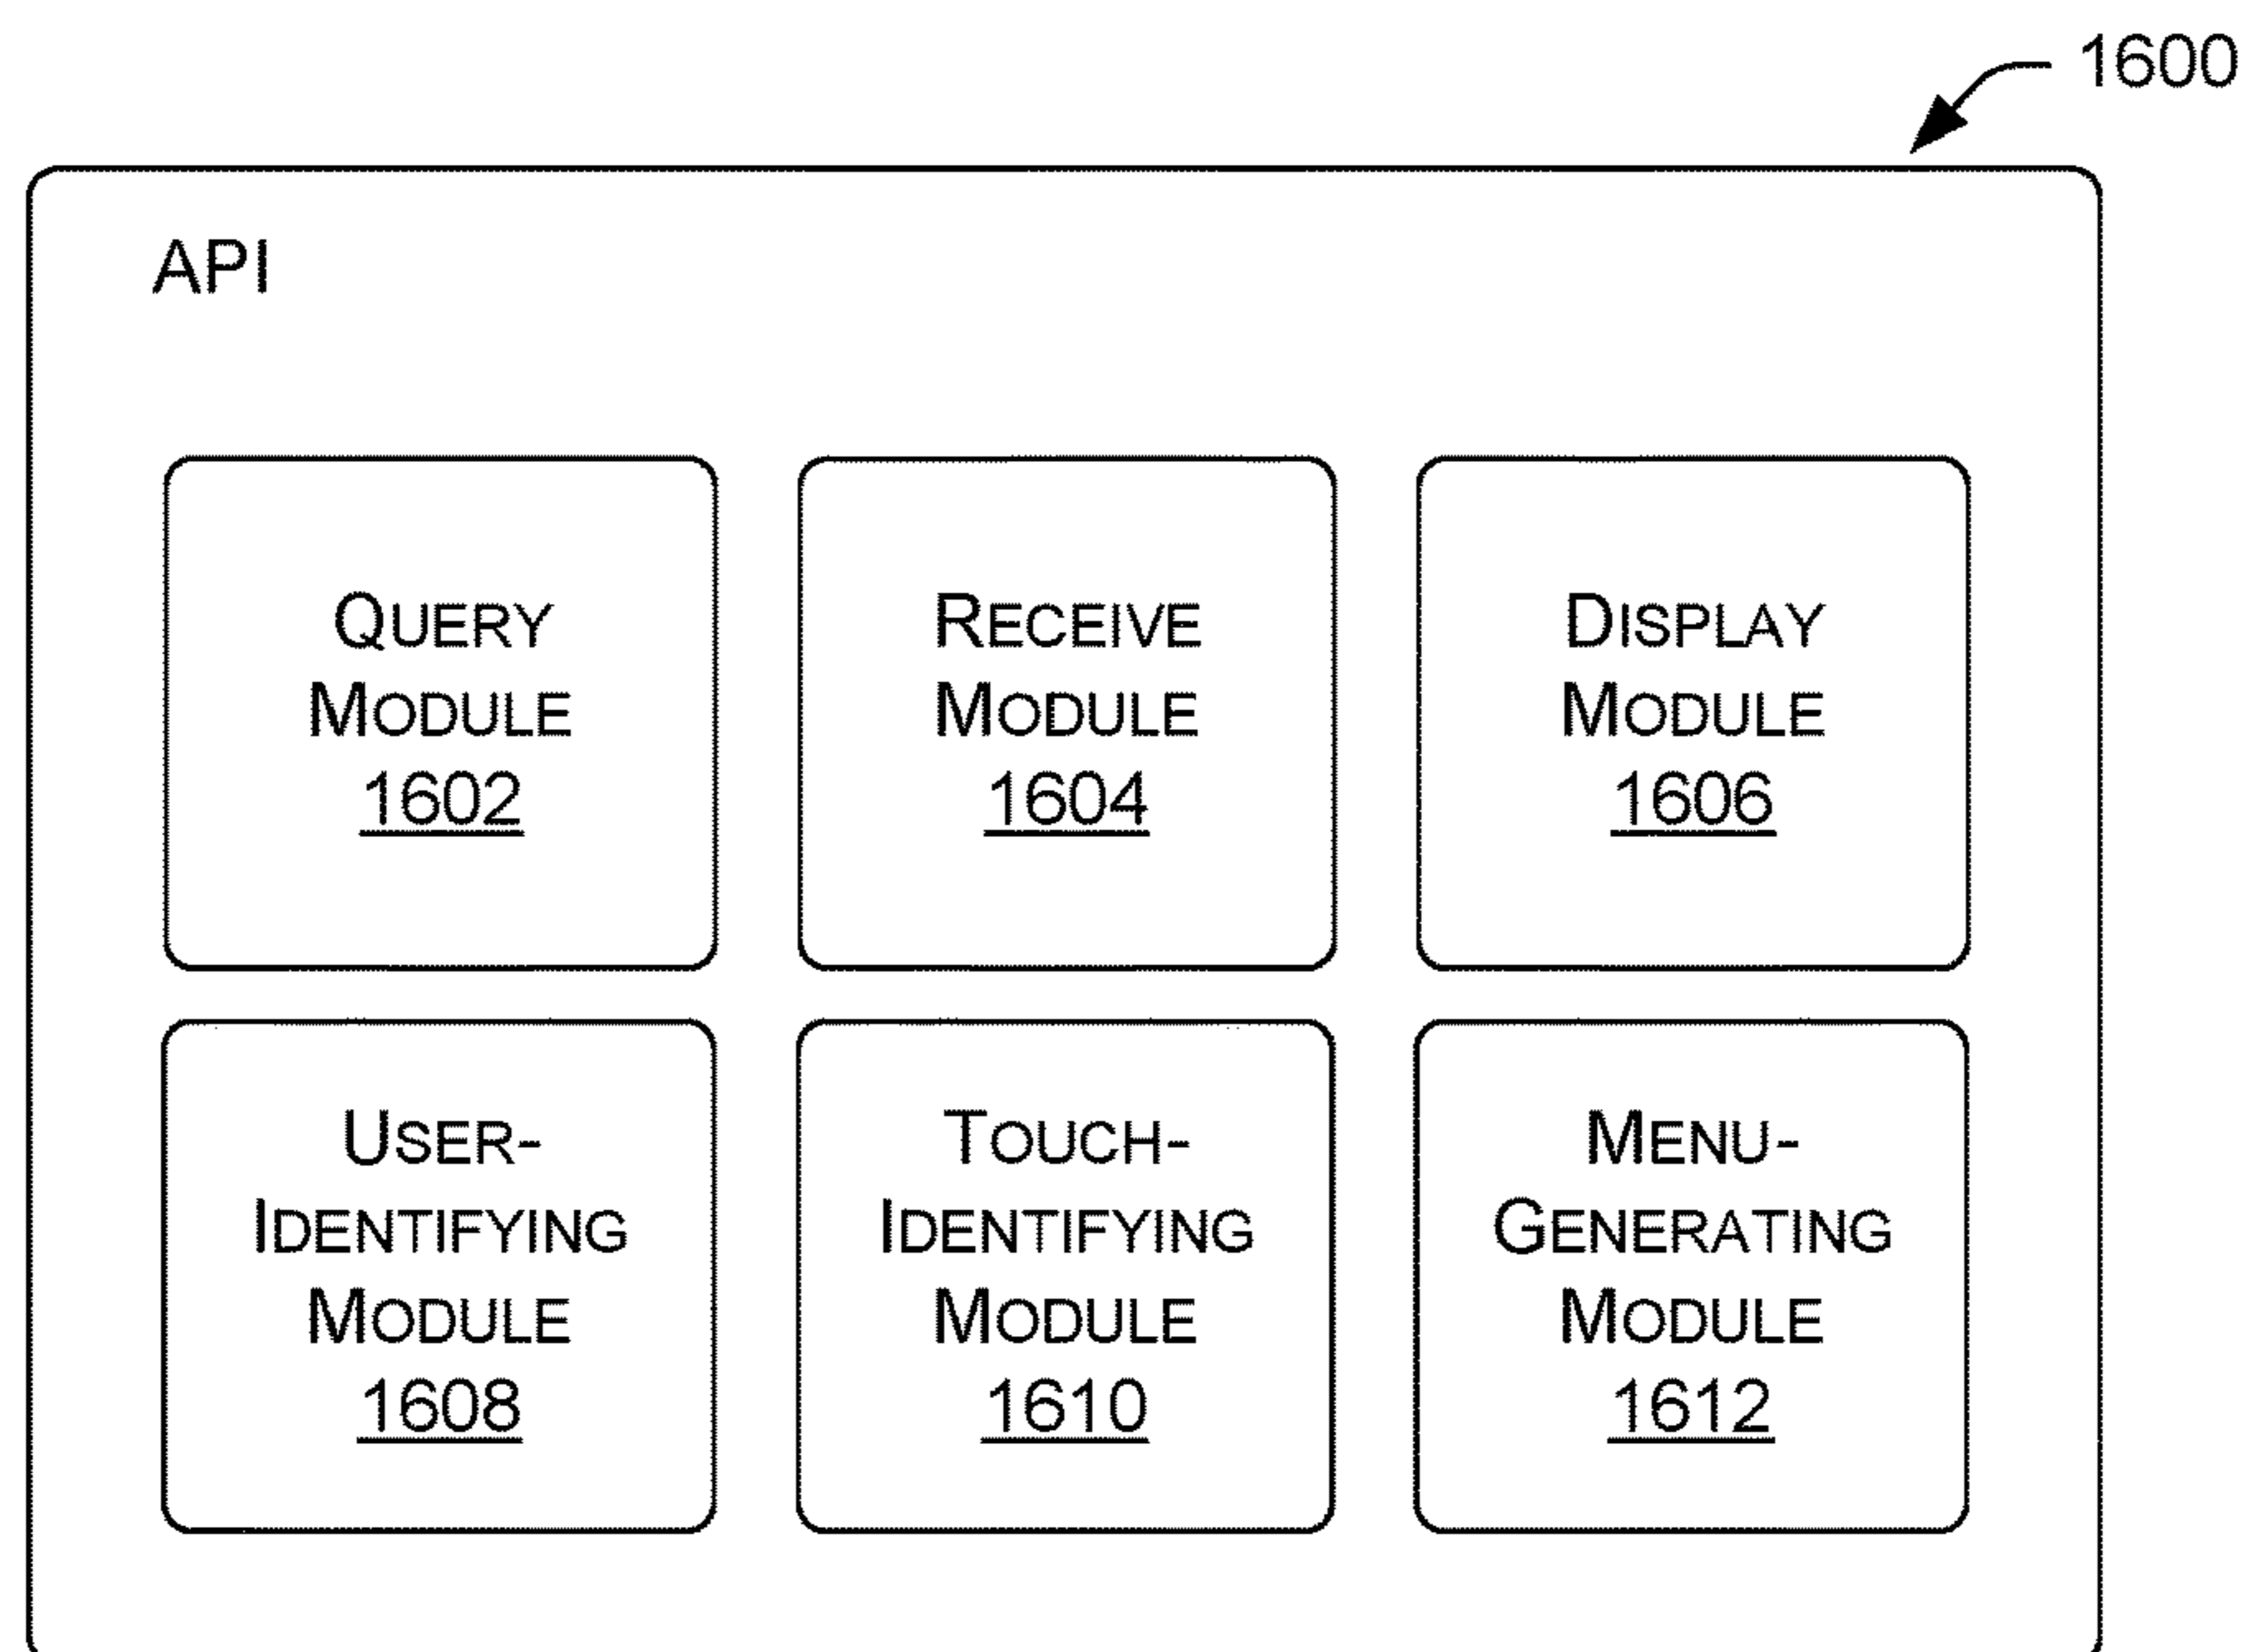 1600
API
QUERY
MODULE
1602
RECEIVE
MODULE
1604
DISPLAY
MODULE
1606
USER-
IDENTIFYING
MODULE
1608
TOUCH-
IDENTIFYING
MODULE
1610
MENU-
GENERATING
MODULE
1612